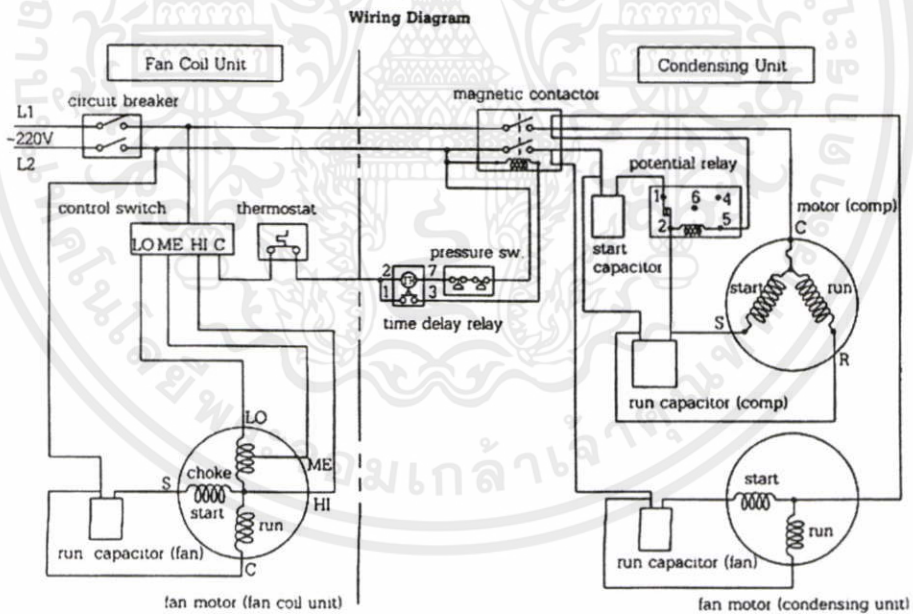 Wiring Diagram
Fan Coil Unit
Condensing Unit
circuit breaker
magnetic contactor
L1
~220V
L2
potential relay
1 6 4
2 5
control switch
thermostat
motor (comp)
C
LO ME HI C
pressure sw.
start
capacitor
2 7
1 3
time delay relay
start
run
S
R
run capacitor (comp)
LO
ME
choke
S
HI
start
run
start
run
run capacitor (fan)
C
run capacitor (fan)
fan motor (fan coil unit)
fan motor (condensing unit)